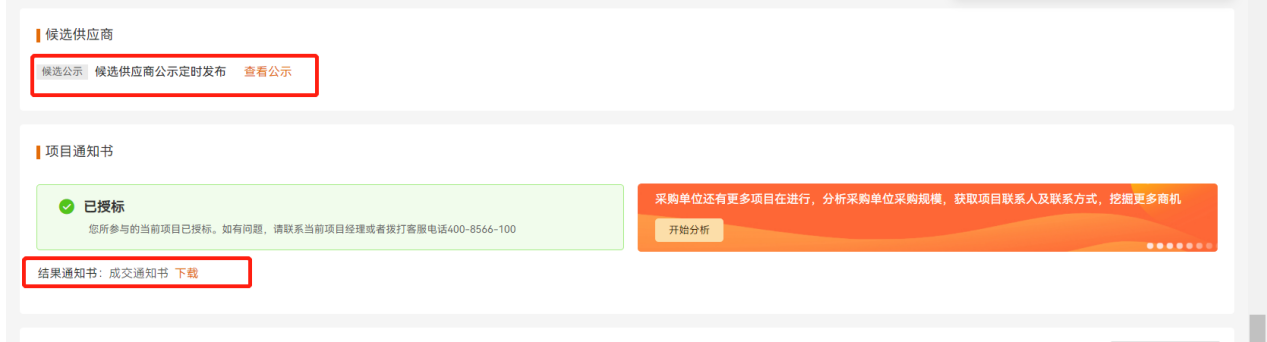 候选供应商
候选公示 候选供应商公示定时发布 查看公示
项目通知书
已授标
您所参与的当前项目已授标。如有问题，请联系当前项目经理或者拨打客服电话400-8566-100
采购单位还有更多项目在进行，分析采购单位采购规模，获取项目联系人及联系方式，挖掘更多商机
开始分析
结果通知书：成交通知书 下载